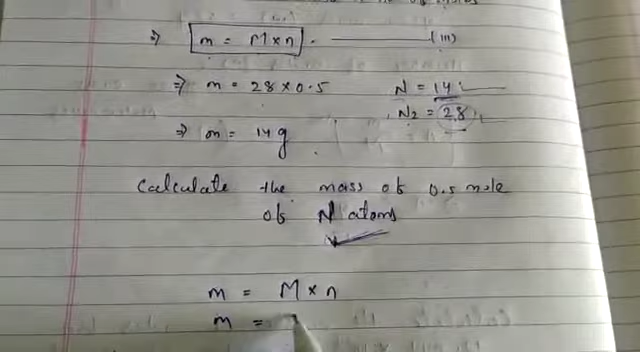 ⇒ m = M × n . (III)
⇒ m = 28 × 0.5 N = 14
N₂ = 28
⇒ m = 14 g
Calculate the mass of 0.5 mole
of N atoms
m = M × n
m =